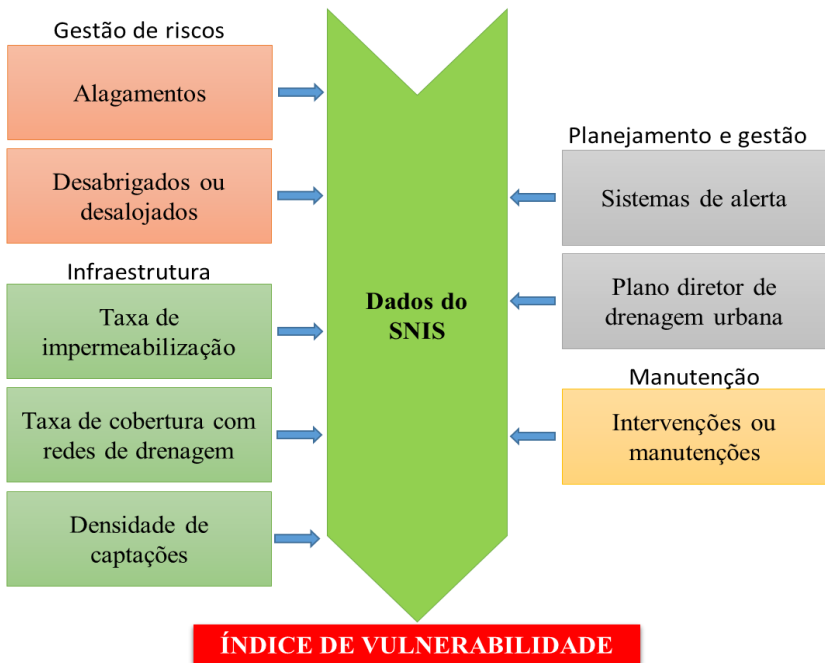 Gestão de riscos
Alagamentos
Desabrigados ou
desalojados
Infraestrutura
Taxa de
impermeabilização
Taxa de cobertura com
redes de drenagem
Densidade de
captações
Dados do
SNIS
Planejamento e gestão
Sistemas de alerta
Plano diretor de
drenagem urbana
Manutenção
Intervenções ou
manutenções
ÍNDICE DE VULNERABILIDADE